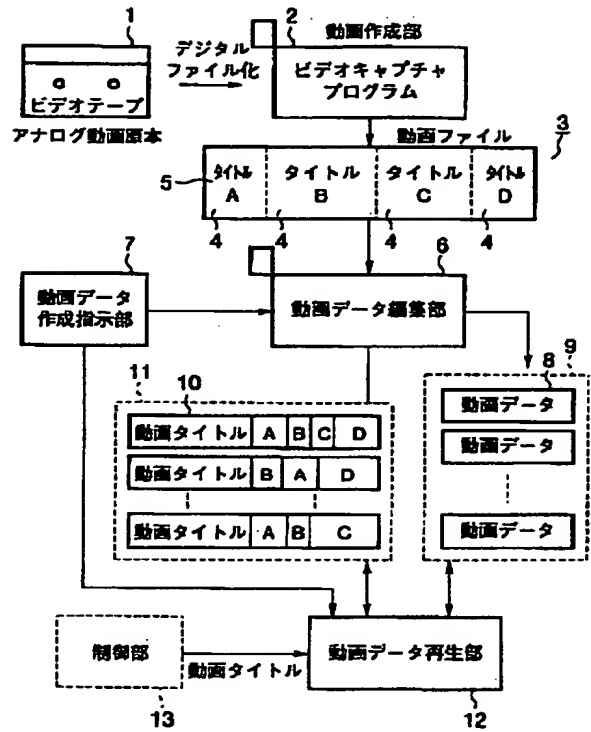 1
ビデオテープ
アナログ動画原本
デジタル
ファイル化
2
動画作成部
ビデオキャプチャ
プログラム
動画ファイル
3
5
タイトル
A
タイトル
B
タイトル
C
タイトル
D
4
4
4
4
6
動画データ編集部
7
動画データ
作成指示部
11
10
動画タイトル A B C D
動画タイトル B A D
動画タイトル A B C
9
8
動画データ
動画データ
動画データ
制御部
13
動画タイトル
動画データ再生部
12